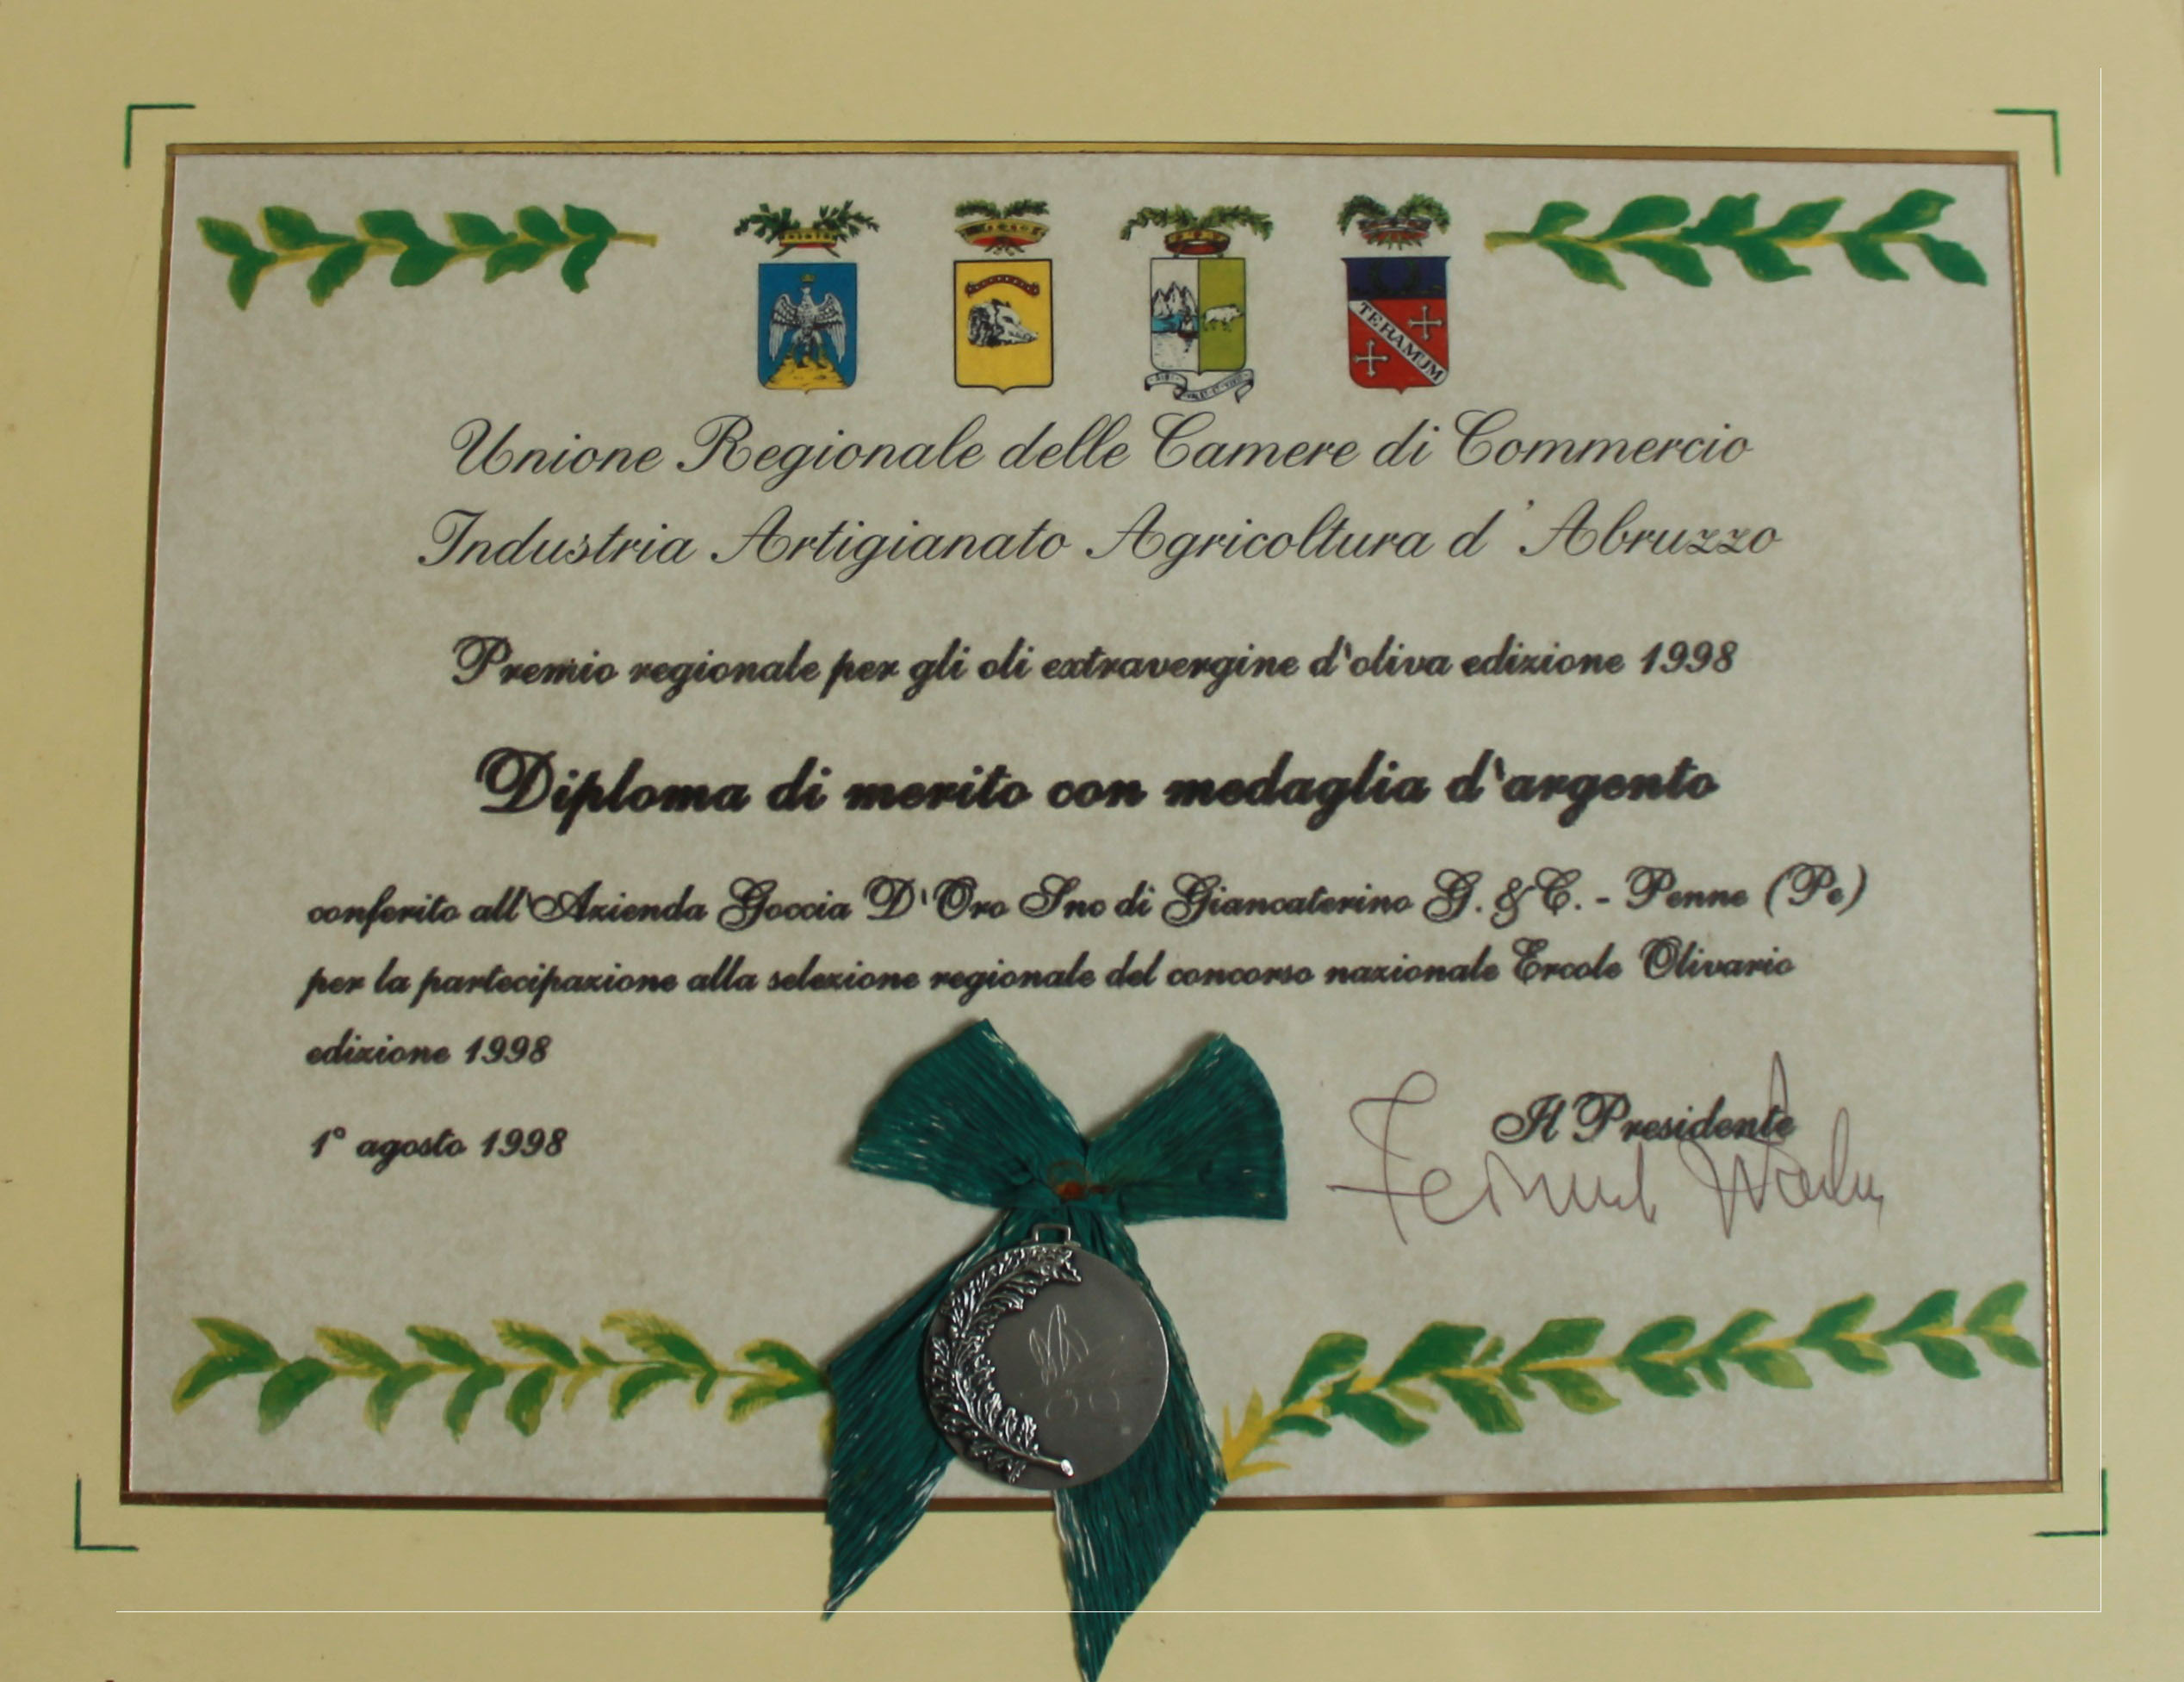 TERAMUM
Unione Regionale delle Camere di Commercio
Industria Artigianato Agricoltura d'Abruzzo
Premio regionale per gli oli extravergine d'oliva edizione 1998
Diploma di merito con medaglia d'argento
conferito all'Azienda Goccia D'Oro Snc di Giancaterino G. & C. - Penne (Pe)
per la partecipazione alla selezione regionale del concorso nazionale Ercole Olivario
edizione 1998
1° agosto 1998
Il Presidente